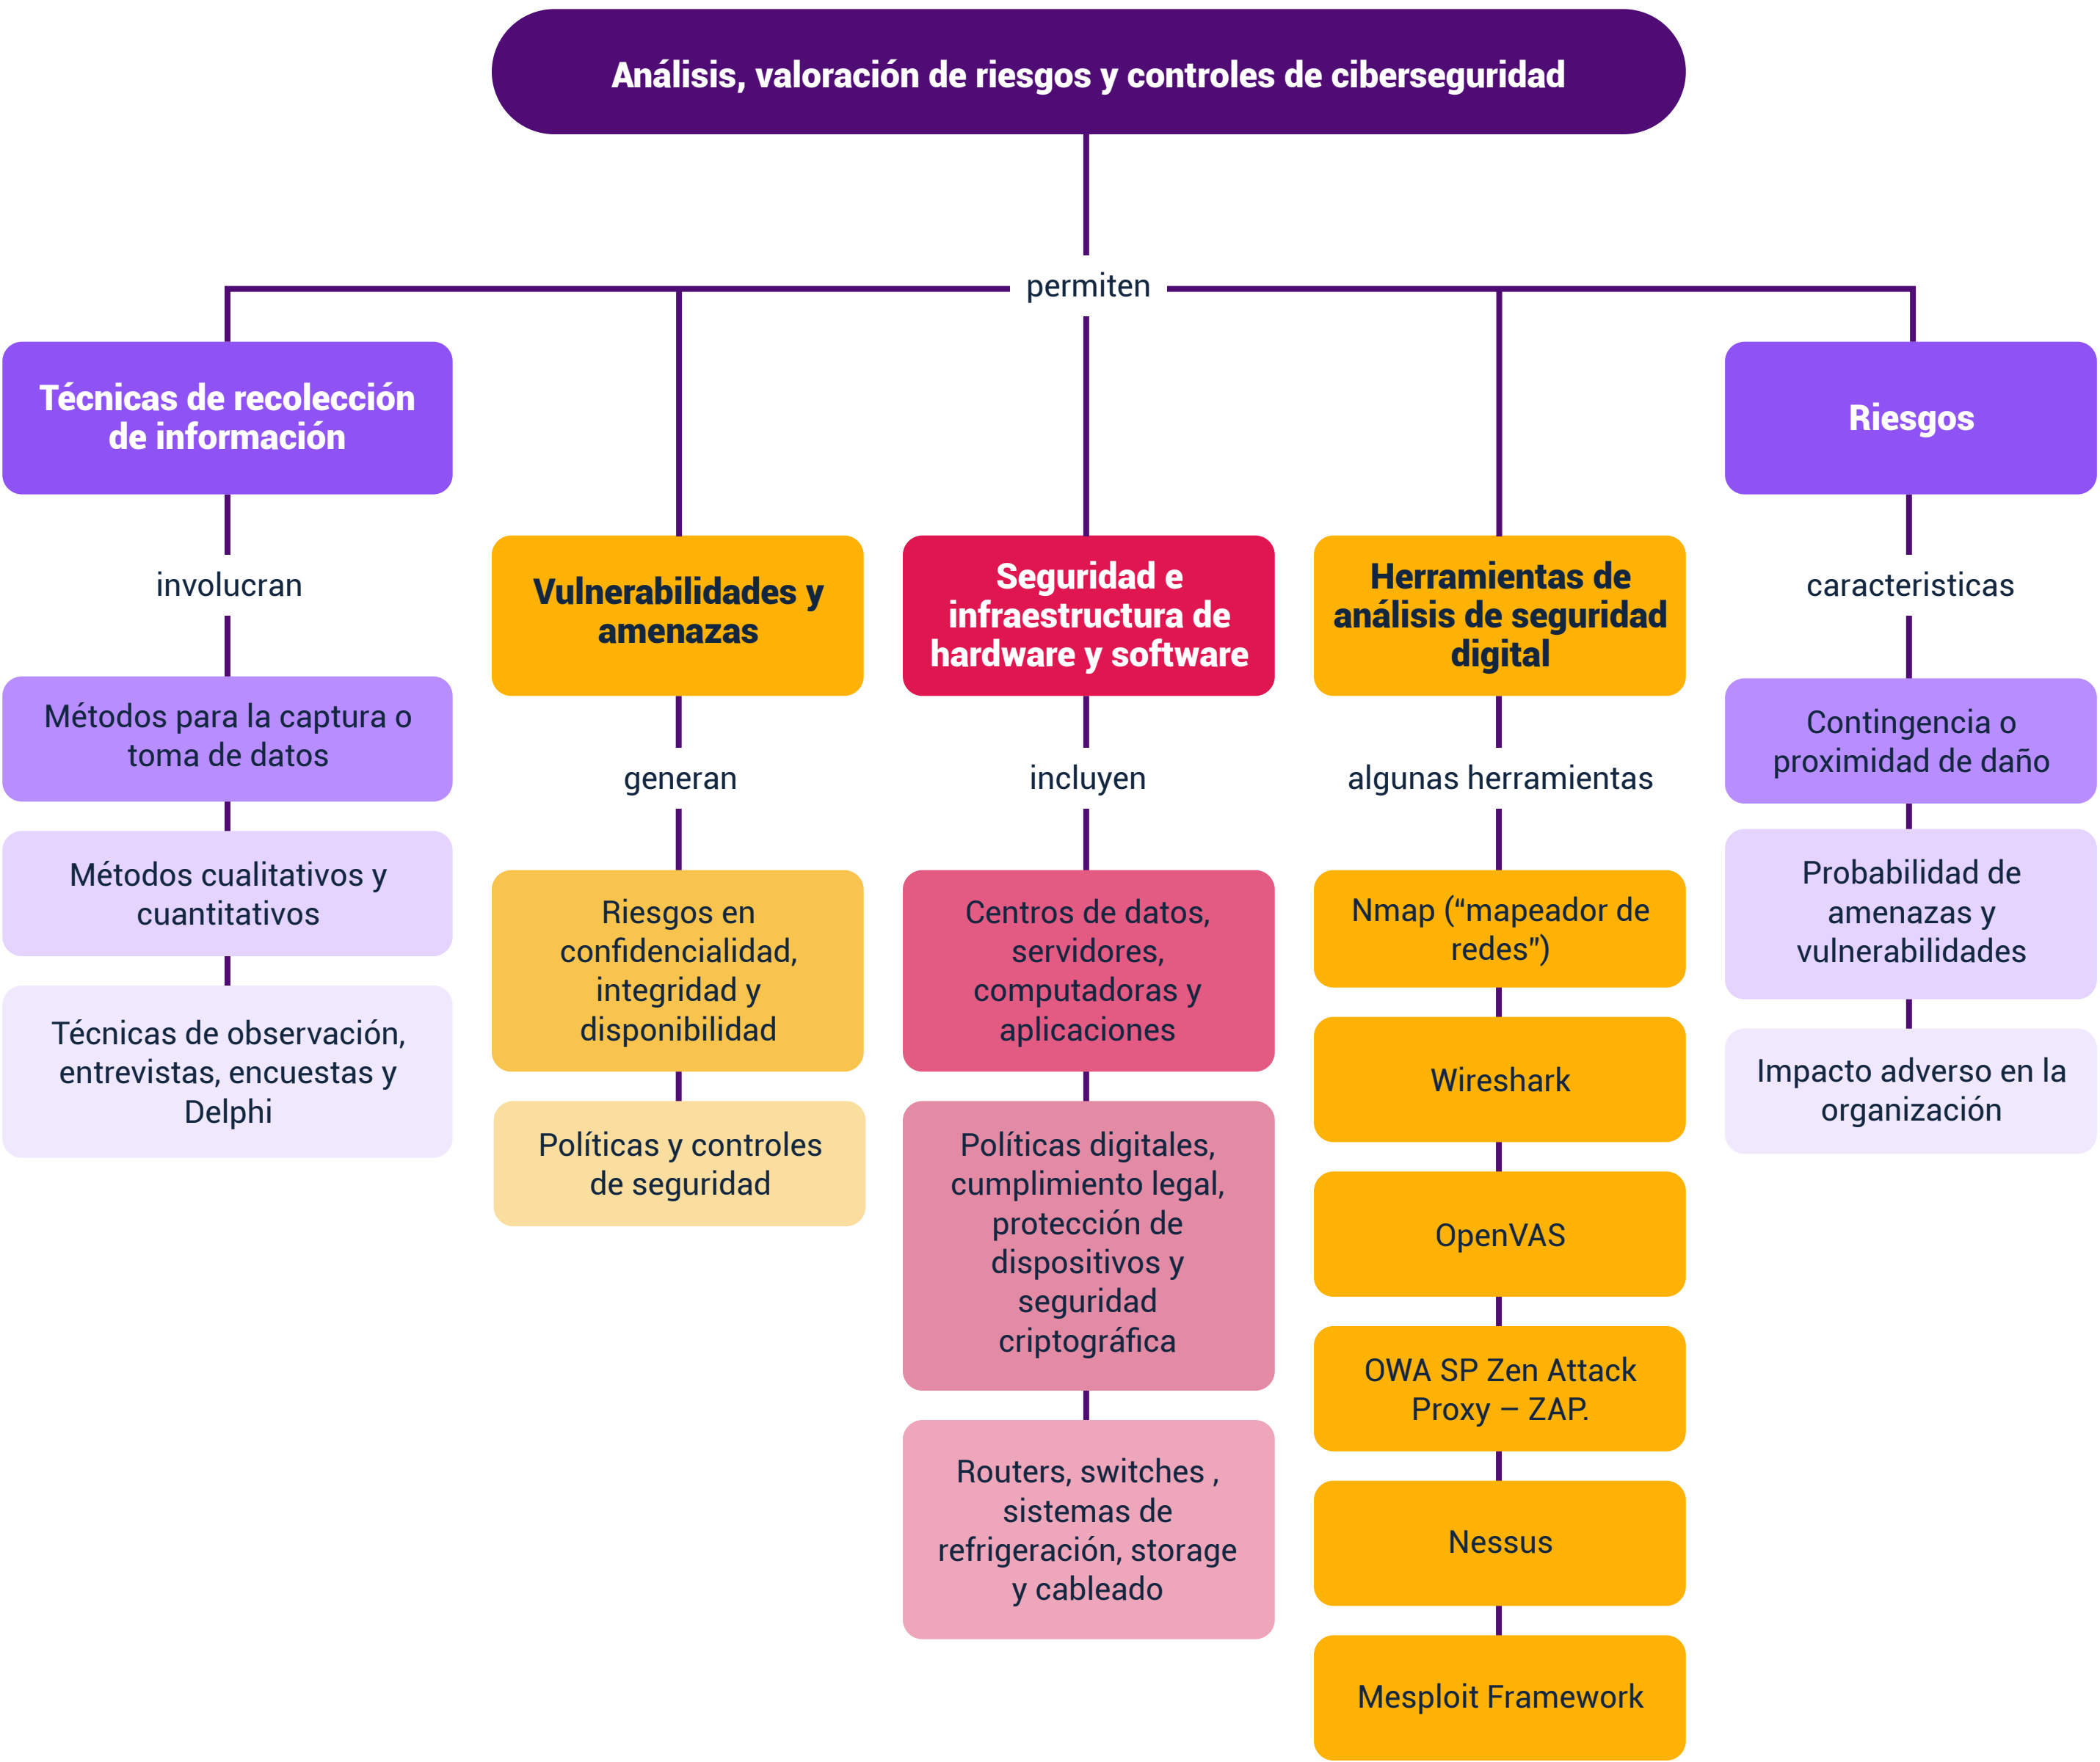 Análisis, valoración de riesgos y controles de ciberseguridad
permiten
Técnicas de recolección
de información
involucran
Métodos para la captura o
toma de datos
Métodos cualitativos y
cuantitativos
Técnicas de observación,
entrevistas, encuestas y
Delphi
Vulnerabilidades y
amenazas
generan
Riesgos en
confidencialidad,
integridad y
disponibilidad
Políticas y controles
de seguridad
Seguridad e
infraestructura de
hardware y software
incluyen
Centros de datos,
servidores,
computadoras y
aplicaciones
Políticas digitales,
cumplimiento legal,
protección de
dispositivos y
seguridad
criptográfica
Routers, switches ,
sistemas de
refrigeración, storage
y cableado
Herramientas de
análisis de seguridad
digital
algunas herramientas
Nmap (“mapeador de
redes”)
Wireshark
OpenVAS
OWA SP Zen Attack
Proxy – ZAP.
Nessus
Mesploit Framework
Riesgos
caracteristicas
Contingencia o
proximidad de daño
Probabilidad de
amenazas y
vulnerabilidades
Impacto adverso en la
organización